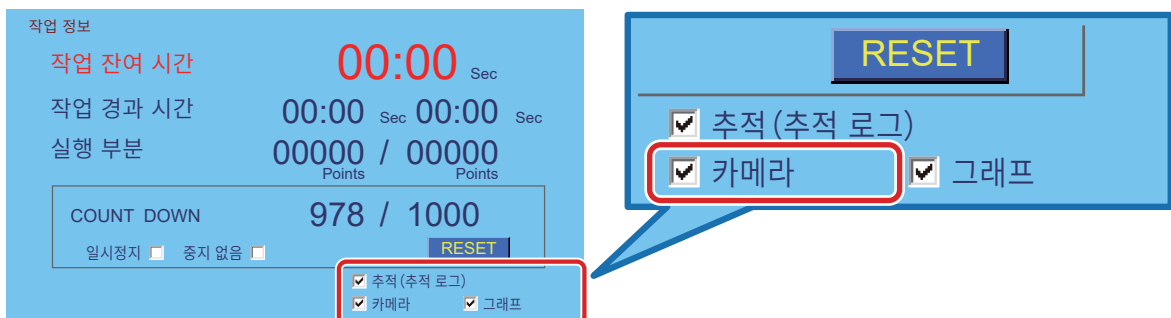 작업 정보
작업 잔여 시간 00:00 Sec
작업 경과 시간 00:00 Sec 00:00 Sec
실행 부분 00000 / 00000
Points Points
COUNT DOWN 978 / 1000
일시정지 중지 없음 RESET
추적(추적 로그)
카메라 그래프
RESET
추적(추적 로그)
카메라 그래프